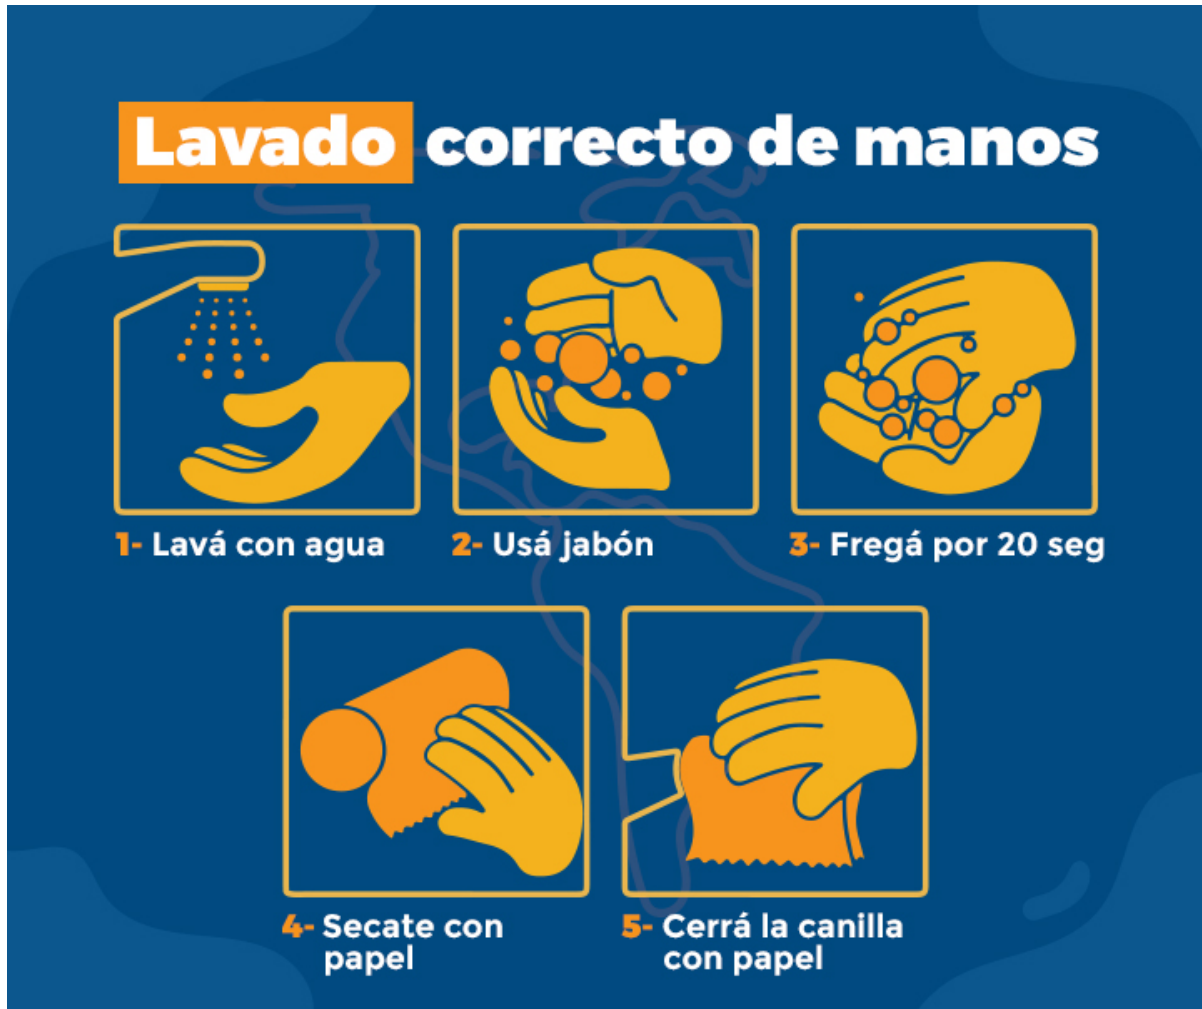 Lavado correcto de manos
1- Lavá con agua
2- Usá jabón
3- Fregá por 20 seg
4- Secate con
papel
5- Cerrá la canilla
con papel